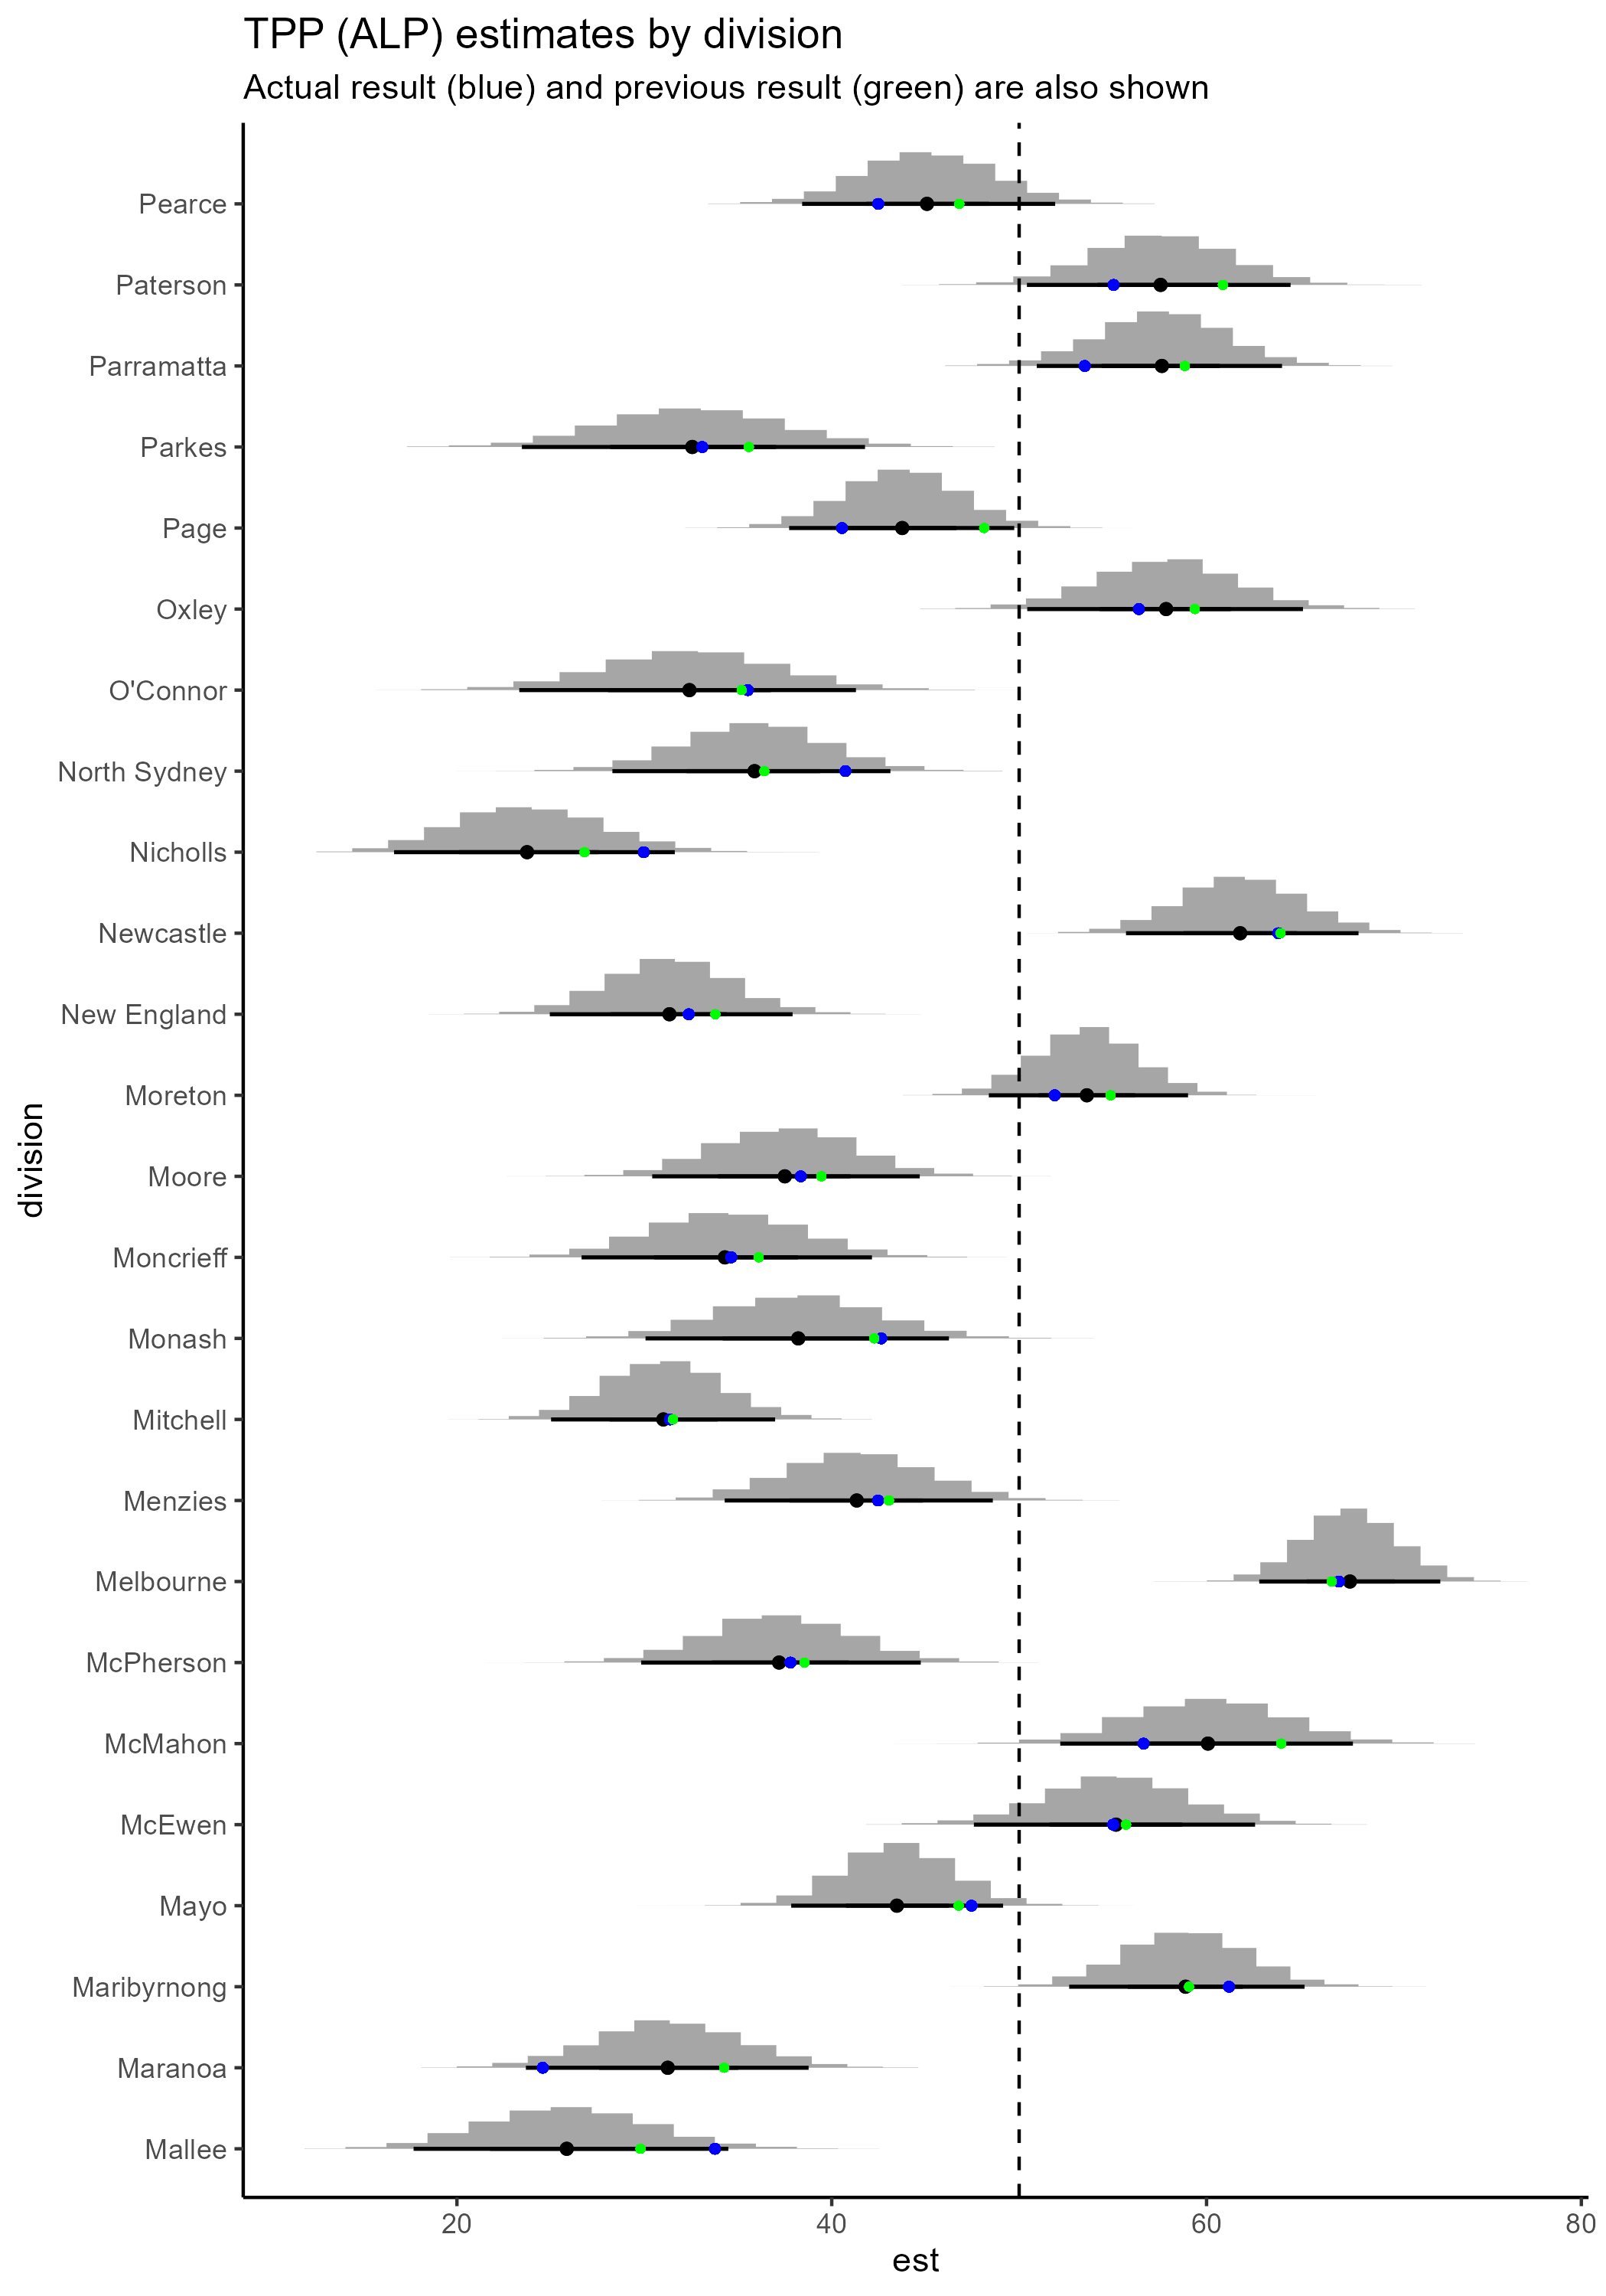 TPP (ALP) estimates by division
Actual result (blue) and previous result (green) are also shown
Pearce
Paterson
Parramatta
Parkes
Page
Oxley
O'Connor
North Sydney
Nicholls
Newcastle
New England
Moreton
Moore
Moncrieff
Monash
Mitchell
Menzies
Melbourne
McPherson
McMahon
McEwen
Mayo
Maribyrnong
Maranoa
Mallee
division
20 40 60 80
est